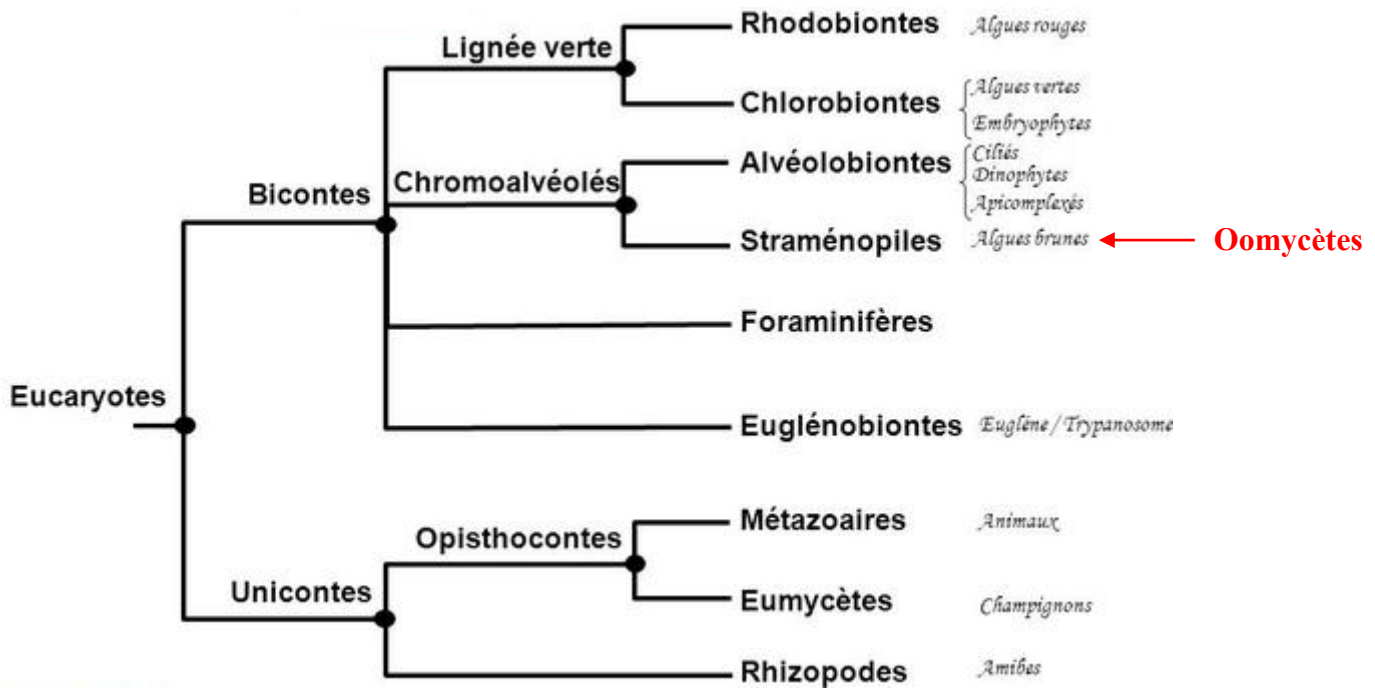 Rhodobiontes Algues rouges
Lignée verte
Chlorobiontes Algues vertes
Embryophytes
Alvéolobiontes Ciliés
Dinophytes
Apicomplexés
Chromoalvéolés
Bicontes
Straménopiles Algues brunes Oomycètes
Foraminifères
Eucaryotes
Euglénobiontes Euglène / Trypanosome
Métazoaires Animaux
Opisthocontes
Unicontes
Eumycètes Champignons
Rhizopodes Amibes